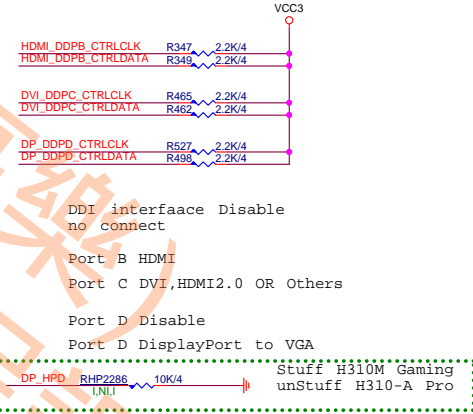 VCC3
HDMI_DDPB_CTRLCLK R347 2.2K/4
HDMI_DDPB_CTRLDATA R349 2.2K/4
DVI_DDPC_CTRLCLK R465 2.2K/4
DVI_DDPC_CTRLDATA R462 2.2K/4
DP_DDPD_CTRLCLK R527 2.2K/4
DP_DDPD_CTRLDATA R498 2.2K/4
DDI interfaace Disable
no connect
Port B HDMI
Port C DVI,HDMI2.0 OR Others
Port D Disable
Port D DisplayPort to VGA
Stuff H310M Gaming
DP_HPD RHP2286 10K/4 unStuff H310-A Pro
I,NI,I